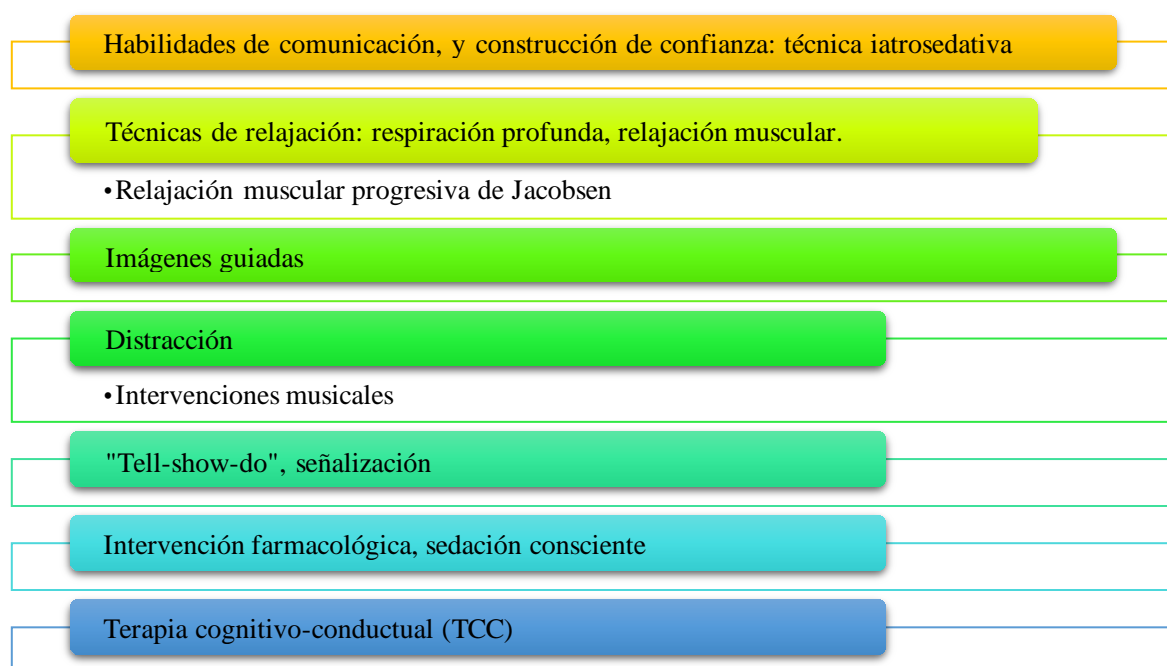 Habilidades de comunicación, y construcción de confianza: técnica iatrosedativa
Técnicas de relajación: respiración profunda, relajación muscular.
•Relajación muscular progresiva de Jacobsen
Imágenes guiadas
Distracción
•Intervenciones musicales
"Tell-show-do", señalización
Intervención farmacológica, sedación consciente
Terapia cognitivo-conductual (TCC)